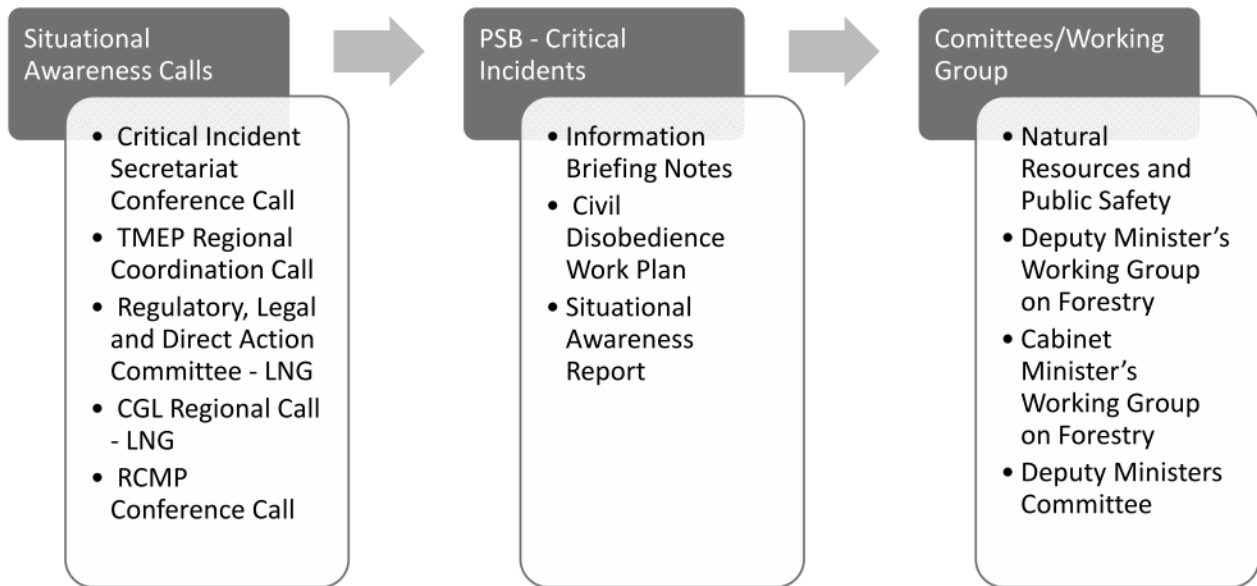 Situational
Awareness Calls
• Critical Incident
Secretariat
Conference Call
• TMEP Regional
Coordination Call
• Regulatory, Legal
and Direct Action
Committee - LNG
• CGL Regional Call
- LNG
• RCMP
Conference Call
PSB - Critical
Incidents
• Information
Briefing Notes
• Civil
Disobedience
Work Plan
• Situational
Awareness
Report
Comittees/Working
Group
• Natural
Resources and
Public Safety
• Deputy Minister’s
Working Group
on Forestry
• Cabinet
Minister’s
Working Group
on Forestry
• Deputy Ministers
Committee